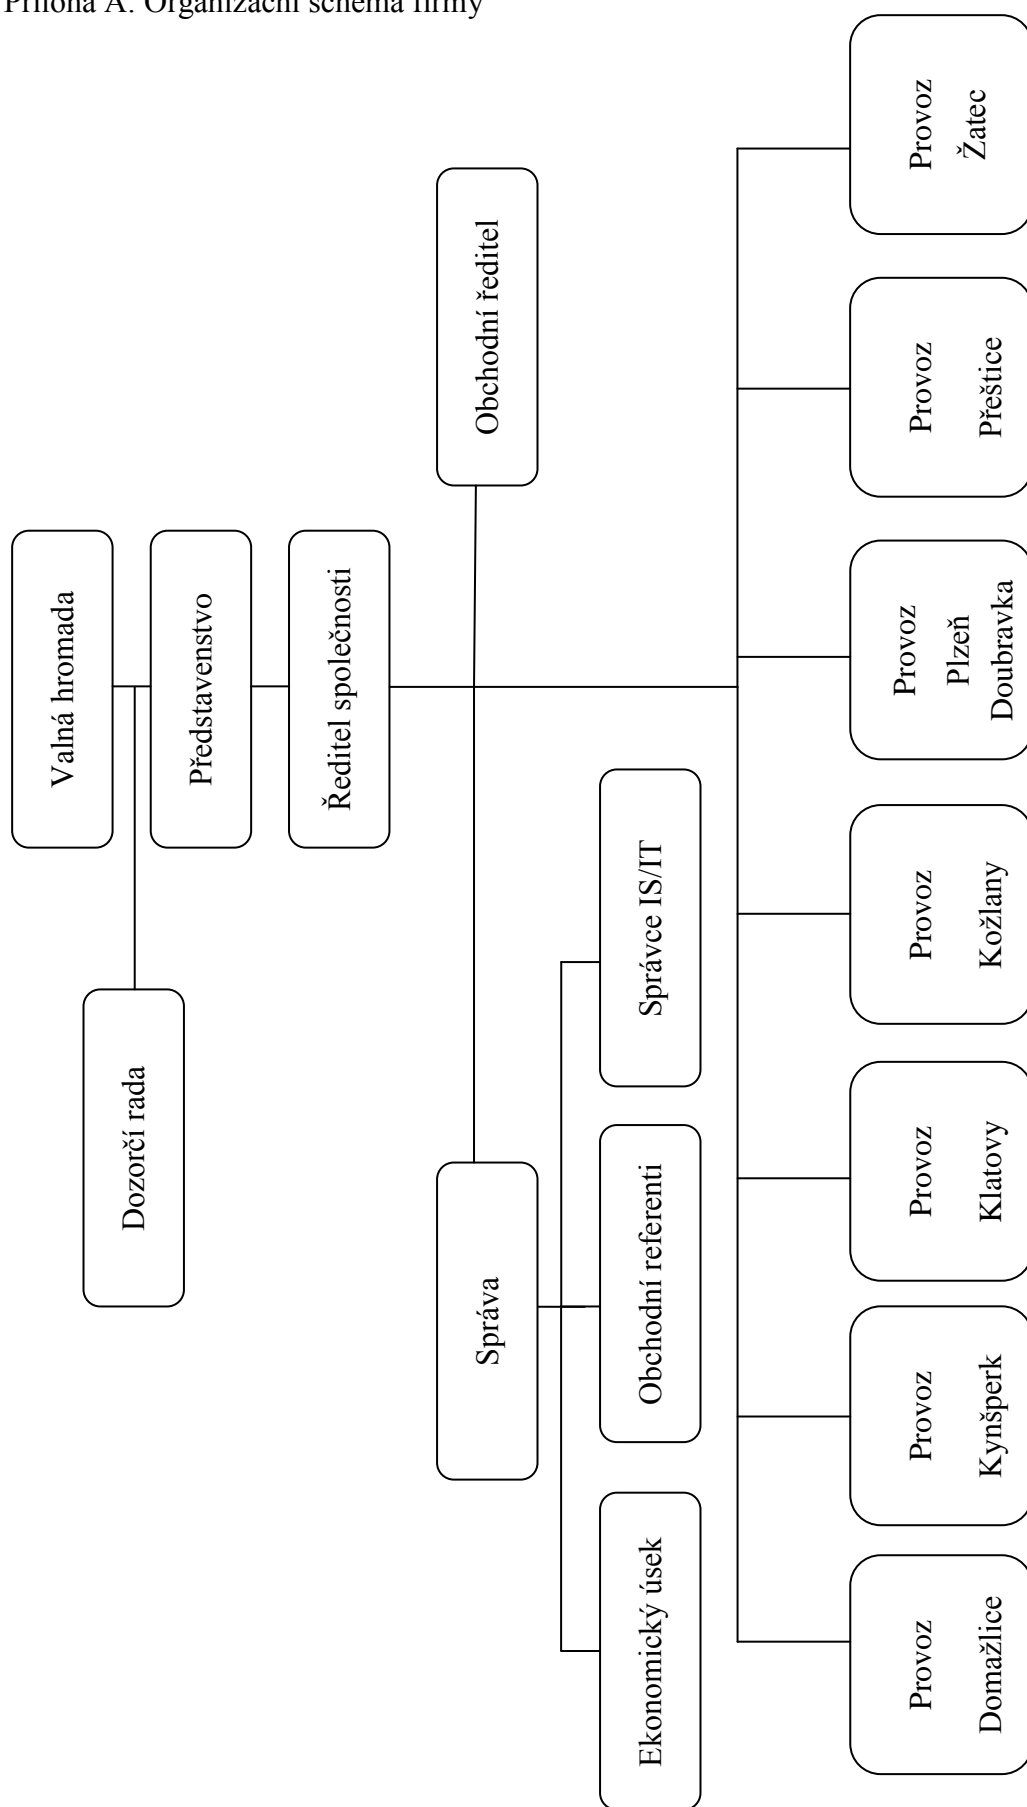 Příloha A: Organizační schéma firmy
Valná hromada
Dozorčí rada
Představenstvo
Ředitel společnosti
Správa
Obchodní ředitel
Ekonomický úsek
Obchodní referenti
Správce IS/IT
Provoz
Domažlice
Provoz
Kynšperk
Provoz
Klatovy
Provoz
Kožlany
Provoz
Plzeň
Doubravka
Provoz
Přeštice
Provoz
Žatec